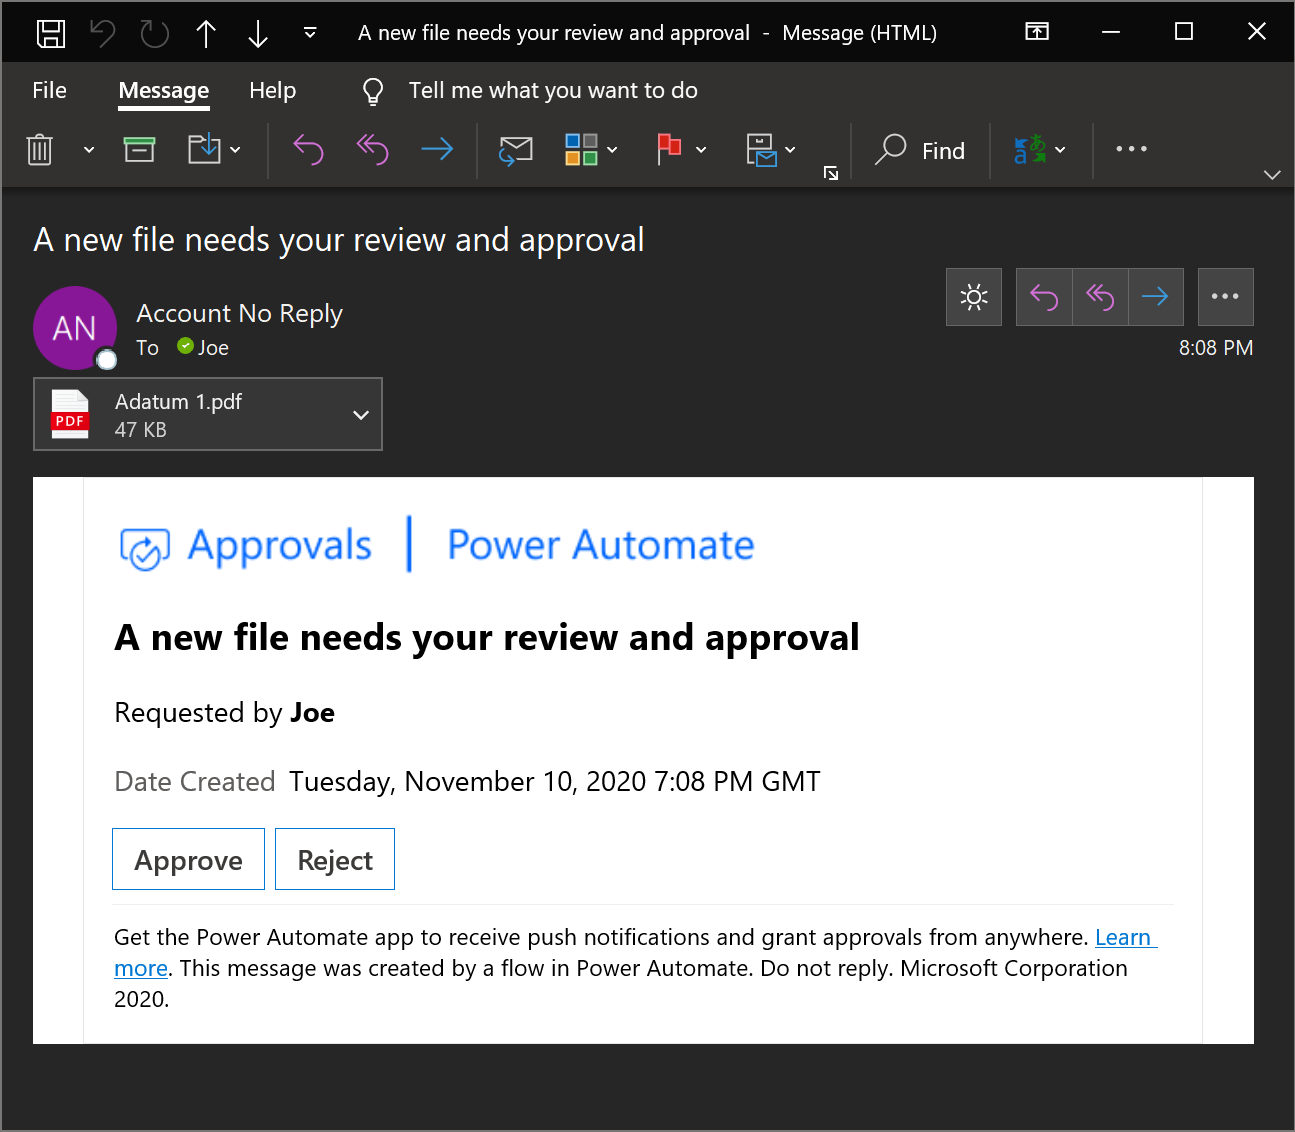 A new file needs your review and approval - Message (HTML)
File Message Help Tell me what you want to do
Find
A new file needs your review and approval
AN
Account No Reply
To Joe
8:08 PM
PDF
Adatum 1.pdf
47 KB
Approvals | Power Automate
A new file needs your review and approval
Requested by Joe
Date Created Tuesday, November 10, 2020 7:08 PM GMT
Approve Reject
Get the Power Automate app to receive push notifications and grant approvals from anywhere. Learn
more. This message was created by a flow in Power Automate. Do not reply. Microsoft Corporation
2020.